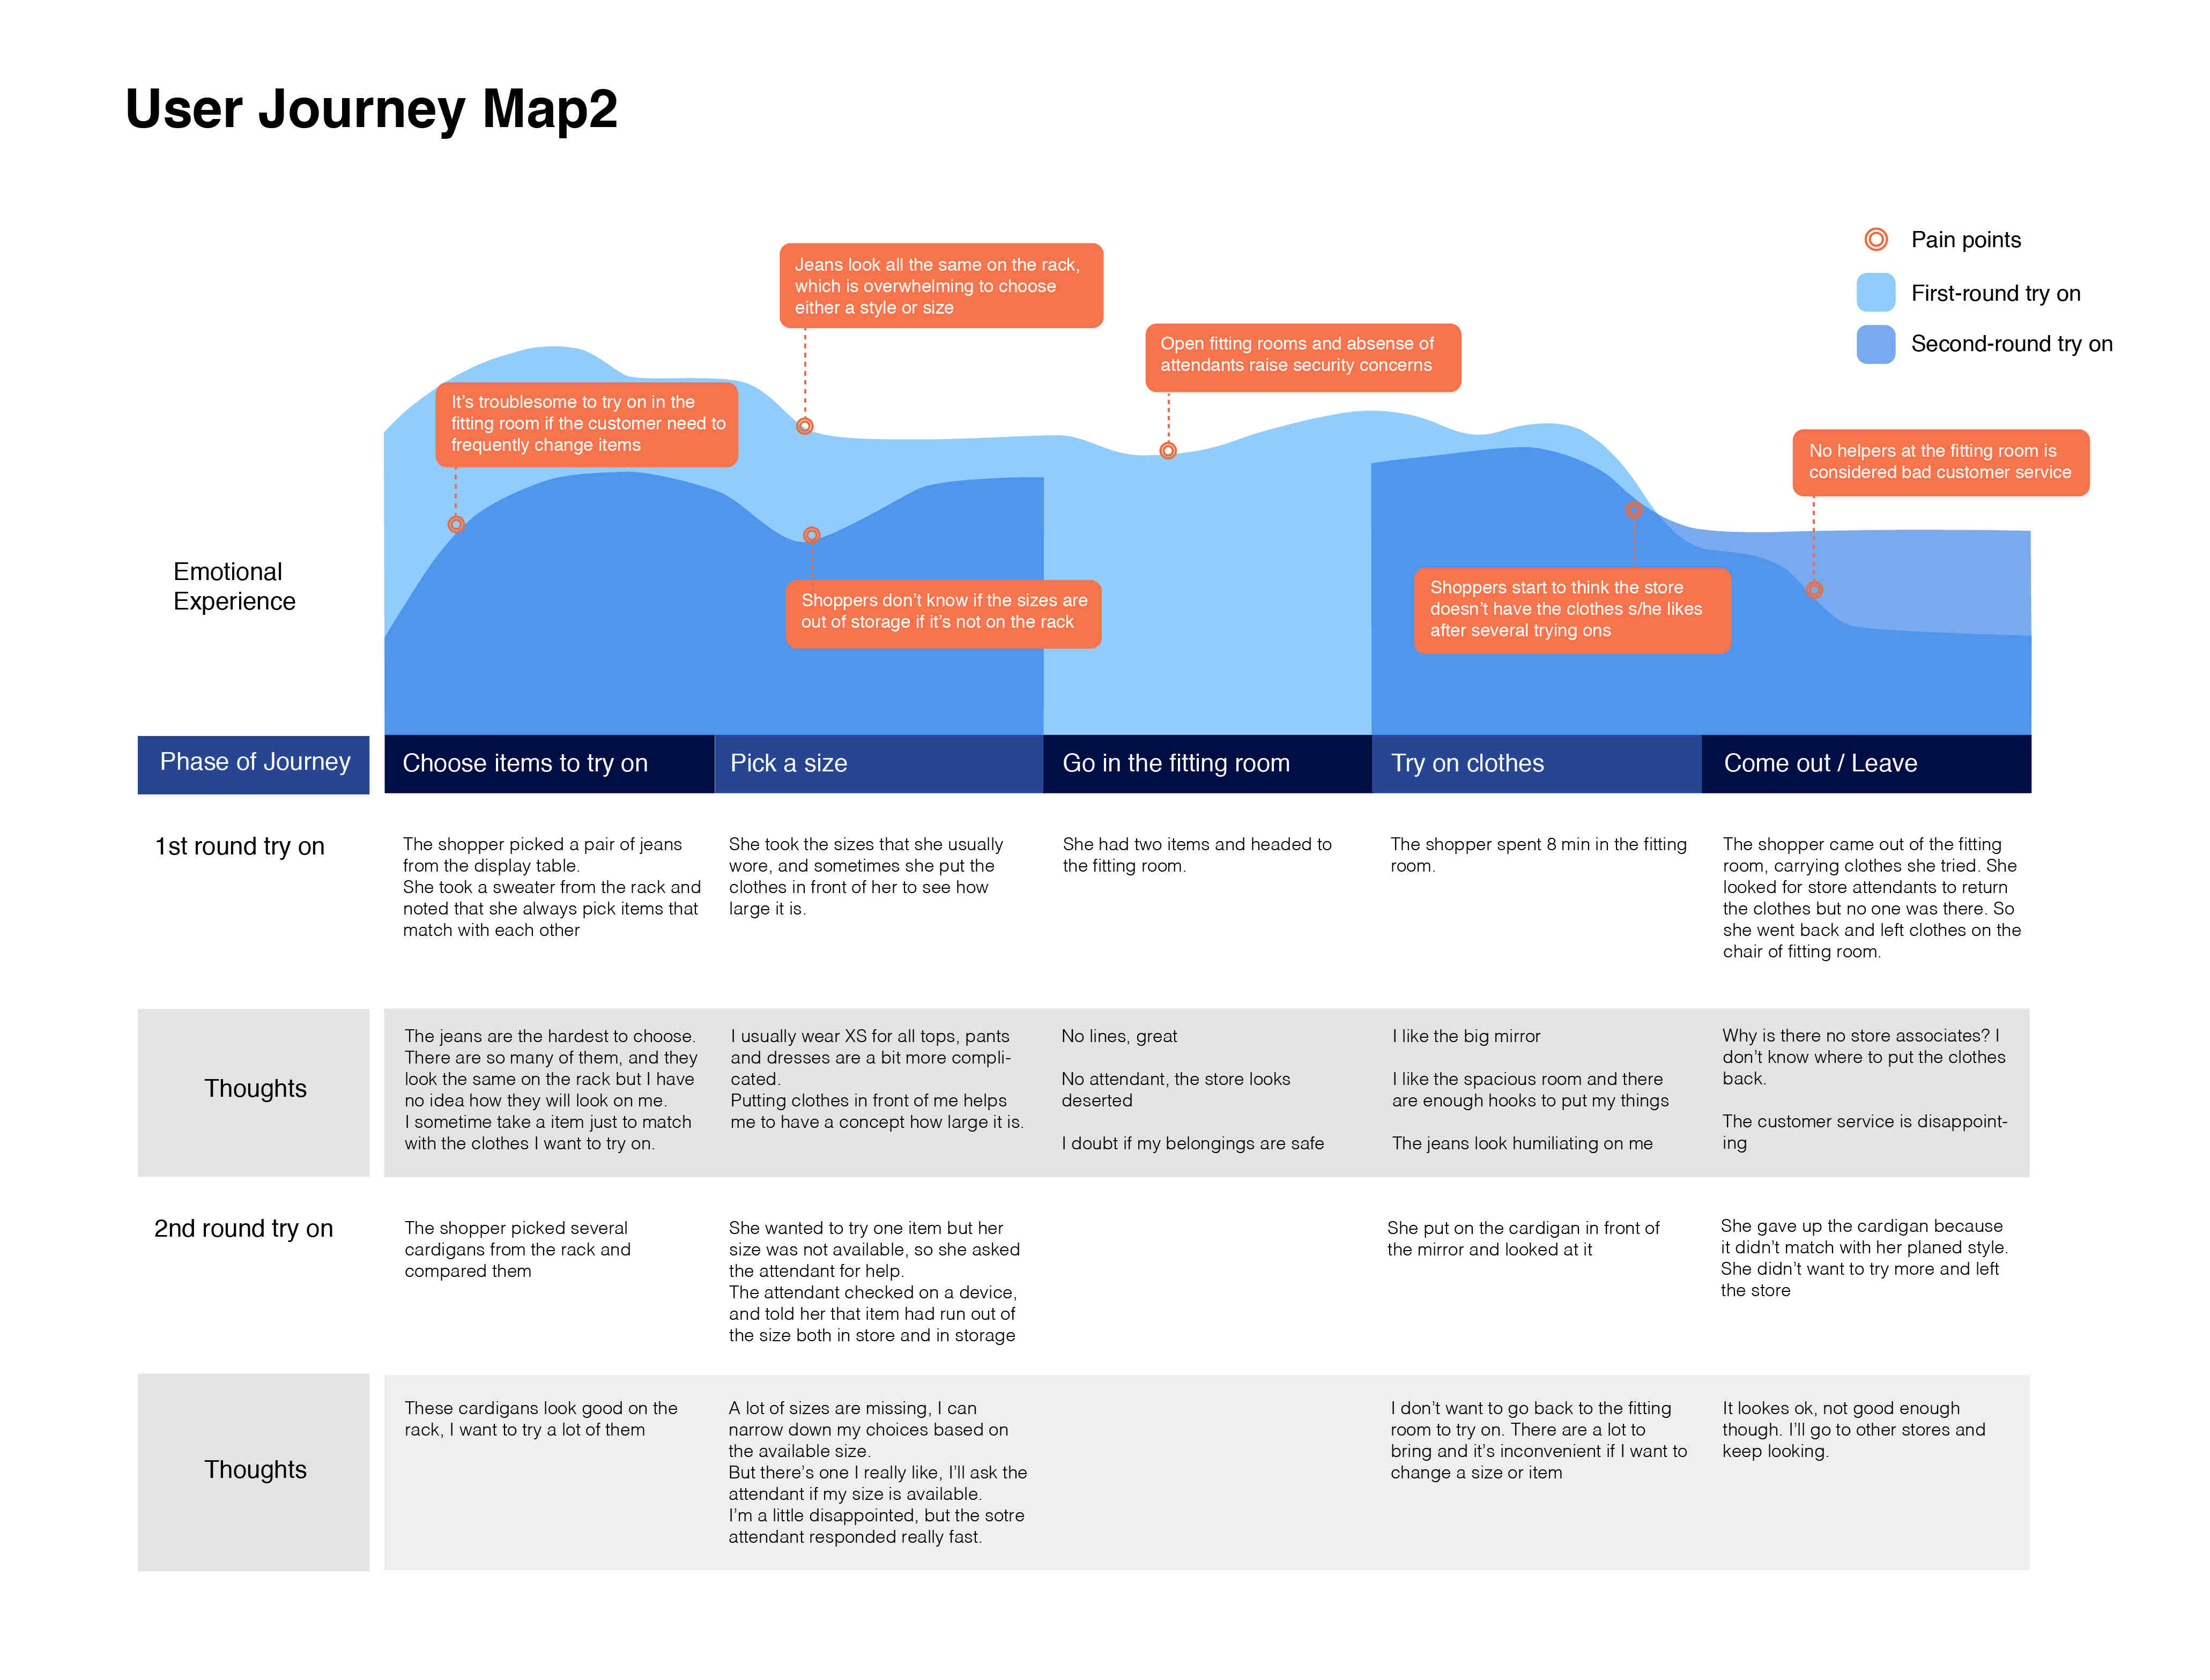 User Journey Map2
Pain points
First-round try on
Second-round try on
Jeans look all the same on the rack,
which is overwhelming to choose
either a style or size
Open fitting rooms and absense of
attendants raise security concerns
It's troublesome to try on in the
fitting room if the customer need to
frequently change items
No helpers at the fitting room is
considered bad customer service
Shoppers don't know if the sizes are
out of storage if it's not on the rack
Shoppers start to think the store
doesn't have the clothes s/he likes
after several trying ons
Emotional
Experience
Phase of Journey
Choose items to try on
Pick a size
Go in the fitting room
Try on clothes
Come out / Leave
1st round try on
The shopper picked a pair of jeans
from the display table.
She took a sweater from the rack and
noted that she always pick items that
match with each other
She took the sizes that she usually
wore, and sometimes she put the
clothes in front of her to see how
large it is.
She had two items and headed to
the fitting room.
The shopper spent 8 min in the fitting
room.
The shopper came out of the fitting
room, carrying clothes she tried. She
looked for store attendants to return
the clothes but no one was there. So
she went back and left clothes on the
chair of fitting room.
Thoughts
The jeans are the hardest to choose.
There are so many of them, and they
look the same on the rack but I have
no idea how they will look on me.
I sometime take a item just to match
with the clothes I want to try on.
I usually wear XS for all tops, pants
and dresses are a bit more compli-
cated.
Putting clothes in front of me helps
me to have a concept how large it is.
No lines, great
No attendant, the store looks
deserted
I doubt if my belongings are safe
I like the big mirror
I like the spacious room and there
are enough hooks to put my things
The jeans look humiliating on me
Why is there no store associates? I
don't know where to put the clothes
back.
The customer service is disappoint-
ing
2nd round try on
The shopper picked several
cardigans from the rack and
compared them
She wanted to try one item but her
size was not available, so she asked
the attendant for help.
The attendant checked on a device,
and told her that item had run out of
the size both in store and in storage
She put on the cardigan in front of
the mirror and looked at it
She gave up the cardigan because
it didn't match with her planed style.
She didn't want to try more and left
the store
Thoughts
These cardigans look good on the
rack, I want to try a lot of them
A lot of sizes are missing, I can
narrow down my choices based on
the available size.
But there's one I really like, I'll ask the
attendant if my size is available.
I'm a little disappointed, but the sotre
attendant responded really fast.
I don't want to go back to the fitting
room to try on. There are a lot to
bring and it's inconvenient if I want to
change a size or item
It lookes ok, not good enough
though. I'll go to other stores and
keep looking.